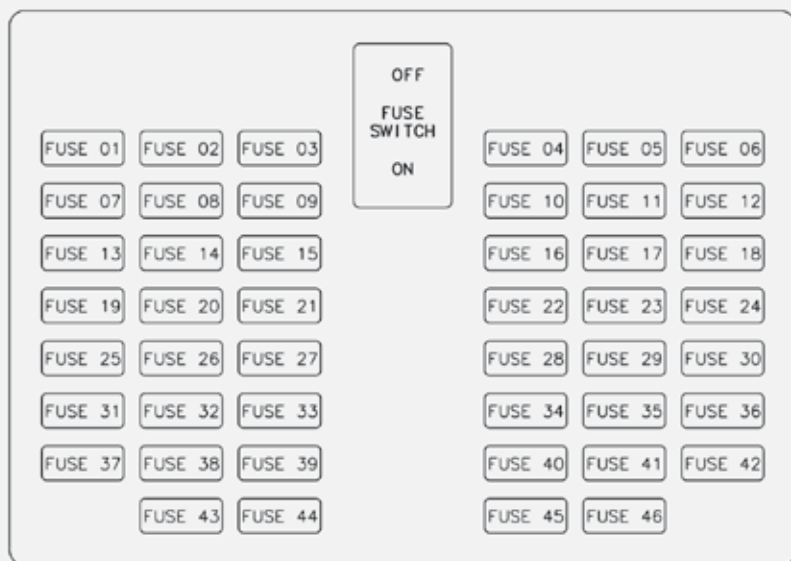 OFF
FUSE
SWITCH
ON
FUSE 01 FUSE 02 FUSE 03 FUSE 04 FUSE 05 FUSE 06
FUSE 07 FUSE 08 FUSE 09 FUSE 10 FUSE 11 FUSE 12
FUSE 13 FUSE 14 FUSE 15 FUSE 16 FUSE 17 FUSE 18
FUSE 19 FUSE 20 FUSE 21 FUSE 22 FUSE 23 FUSE 24
FUSE 25 FUSE 26 FUSE 27 FUSE 28 FUSE 29 FUSE 30
FUSE 31 FUSE 32 FUSE 33 FUSE 34 FUSE 35 FUSE 36
FUSE 37 FUSE 38 FUSE 39 FUSE 40 FUSE 41 FUSE 42
FUSE 43 FUSE 44 FUSE 45 FUSE 46